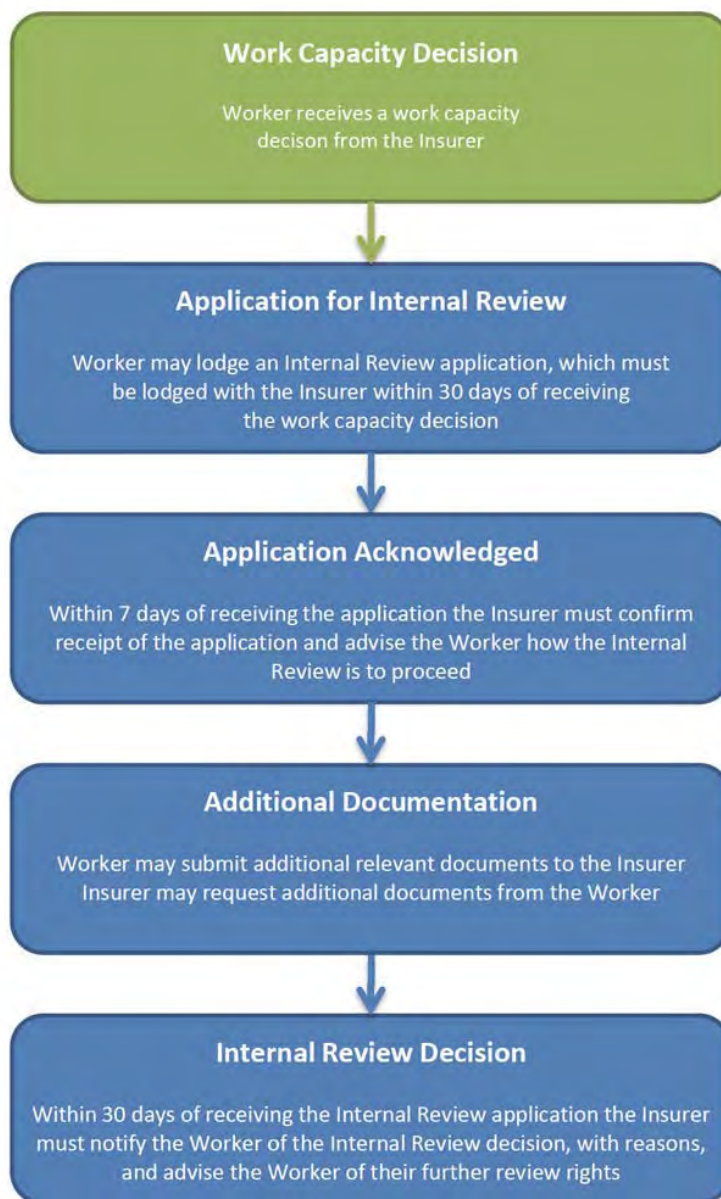 Work Capacity Decision
Worker receives a work capacity
decison from the Insurer
Application for Internal Review
Worker may lodge an Internal Review application, which must
be lodged with the Insurer within 30 days of receiving
the work capacity decision
Application Acknowledged
Within 7 days of receiving the application the Insurer must confirm
receipt of the application and advise the Worker how the Internal
Review is to proceed
Additional Documentation
Worker may submit additional relevant documents to the Insurer
Insurer may request additional documents from the Worker
Internal Review Decision
Within 30 days of receiving the Internal Review application the Insurer
must notify the Worker of the Internal Review decision, with reasons,
and advise the Worker of their further review rights